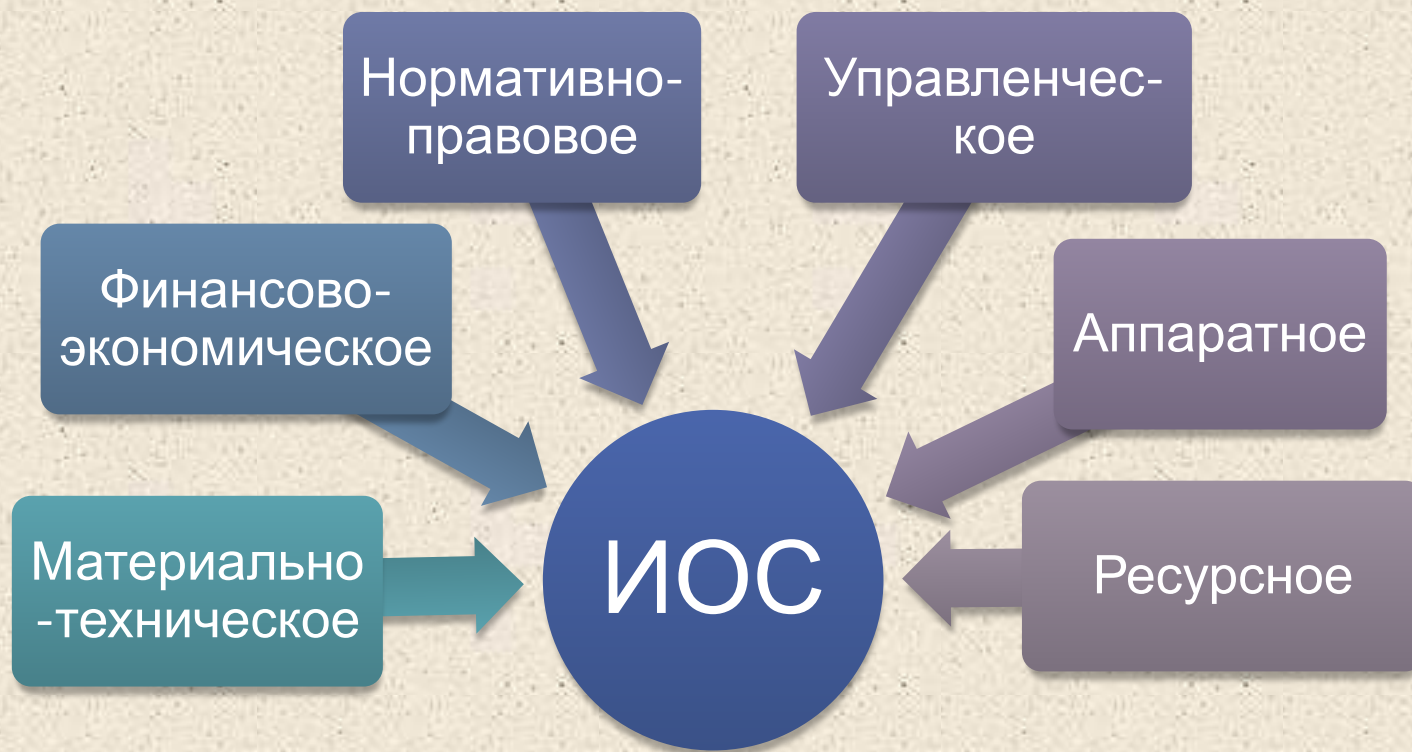 Нормативно-
правовое
Управленчес-
кое
Финансово-
экономическое
Аппаратное
Материально
-техническое
ИОС
Ресурсное